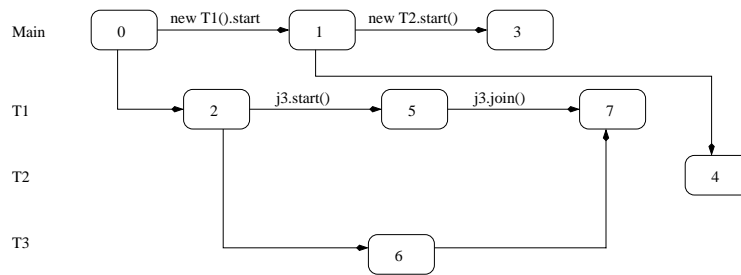 Main 0 new T1().start 1 new T2.start() 3
T1 2 j3.start() 5 j3.join() 7
T2 4
T3 6